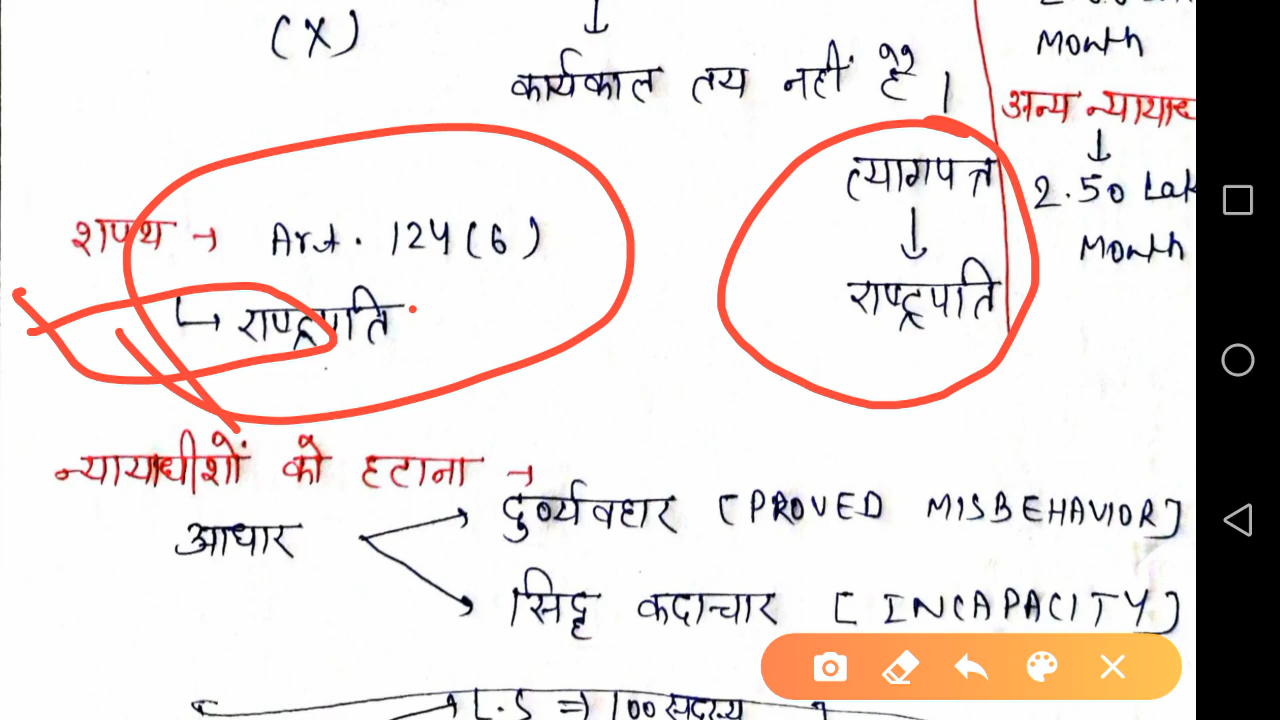 (X)
↓
कार्यकाल तय नहीं है।
Month
अन्य
↓
2.50
Month
त्यागपत्र
↓
राष्ट्रपति
शपथ → Art. 124(6)
↳ राष्ट्रपति
न्यायाधीशों को हटाना →
आधार
दुर्व्यवहार [PROVED MISBEHAVIOR]
सिद्ध कदाचार [INCAPACITY]
L.S ⇒ 100 सदस्य